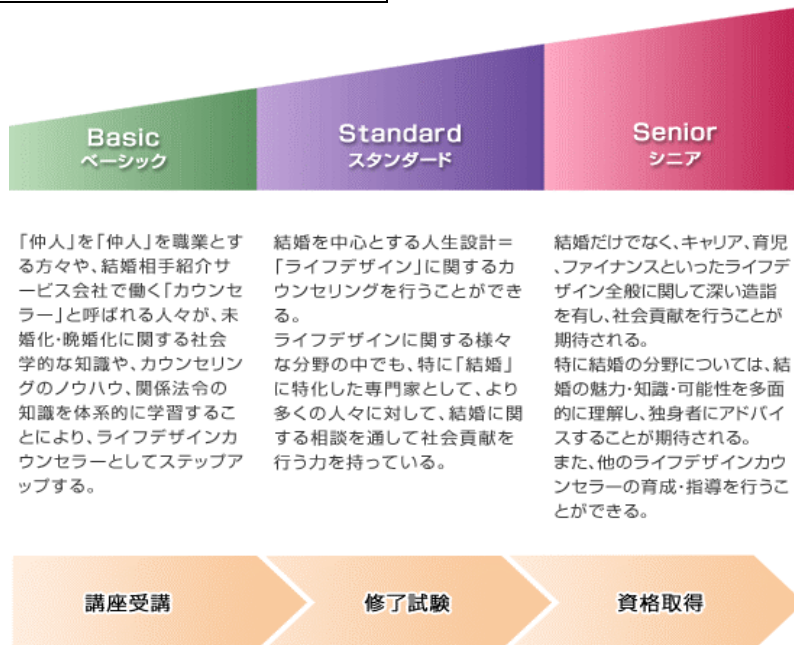 Basic
ベーシック
Standard
スタンダード
Senior
シニア
「仲人」を「仲人」を職業とす
る方々や、結婚相手紹介サ
ービス会社で働く「カウンセ
ラー」と呼ばれる人々が、未
婚化・晩婚化に関する社会
学的な知識や、カウンセリン
グのノウハウ、関係法令の
知識を体系的に学習するこ
とにより、ライフデザインカ
ウンセラーとしてステップア
ップする。
結婚を中心とする人生設計＝
「ライフデザイン」に関するカ
ウンセリングを行うことができ
る。
ライフデザインに関する様々
な分野の中でも、特に「結婚」
に特化した専門家として、より
多くの人々に対して、結婚に関
する相談を通して社会貢献を
行う力を持っている。
結婚だけでなく、キャリア、育児
、ファイナンスといったライフデ
ザイン全般に関して深い造詣
を有し、社会貢献を行うことが
期待される。
特に結婚の分野については、結
婚の魅力・知識・可能性を多面
的に理解し、独身者にアドバイ
スすることが期待される。
また、他のライフデザインカウ
ンセラーの育成・指導を行うこ
とができる。
講座受講
修了試験
資格取得